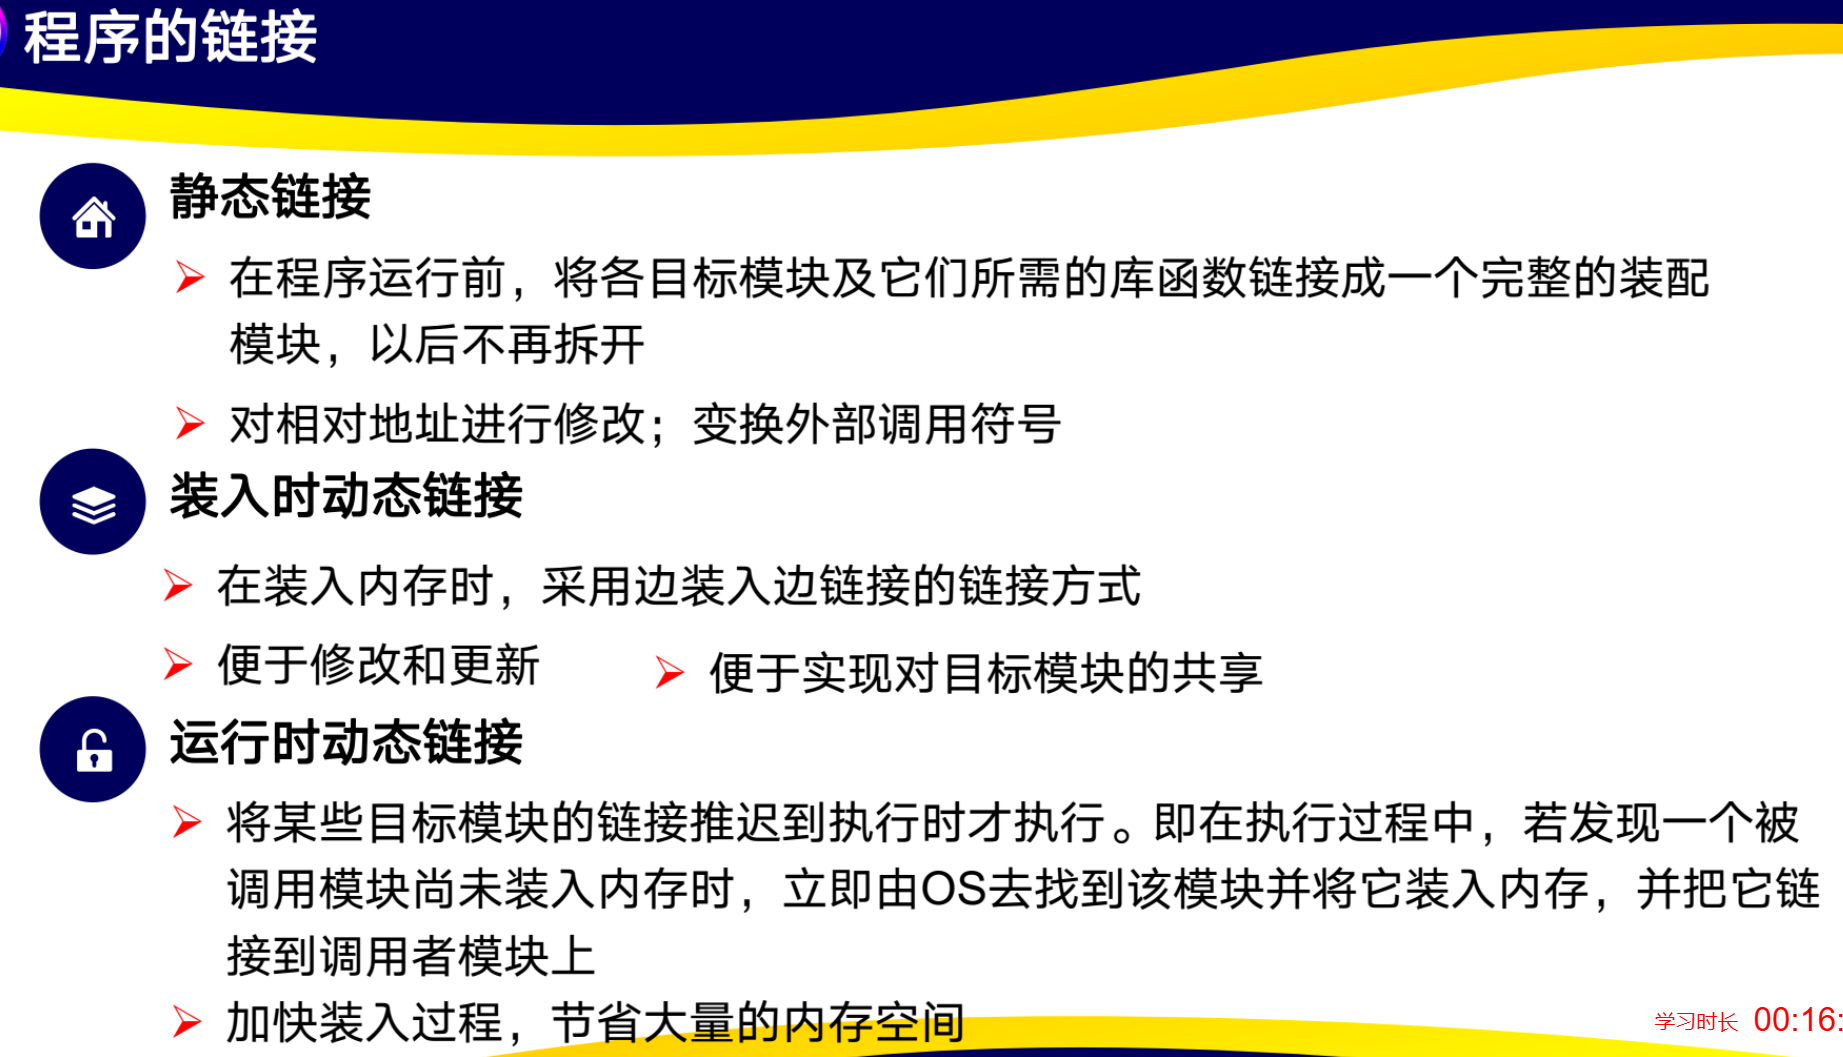 程序的链接
静态链接
在程序运行前，将各目标模块及它们所需的库函数链接成一个完整的装配
模块，以后不再拆开
对相对地址进行修改；变换外部调用符号
装入时动态链接
在装入内存时，采用边装入边链接的链接方式
便于修改和更新
便于实现对目标模块的共享
运行时动态链接
将某些目标模块的链接推迟到执行时才执行。即在执行过程中，若发现一个被
调用模块尚未装入内存时，立即由OS去找到该模块并将它装入内存，并把它链
接到调用者模块上
加快装入过程，节省大量的内存空间
学习时长 00:16: